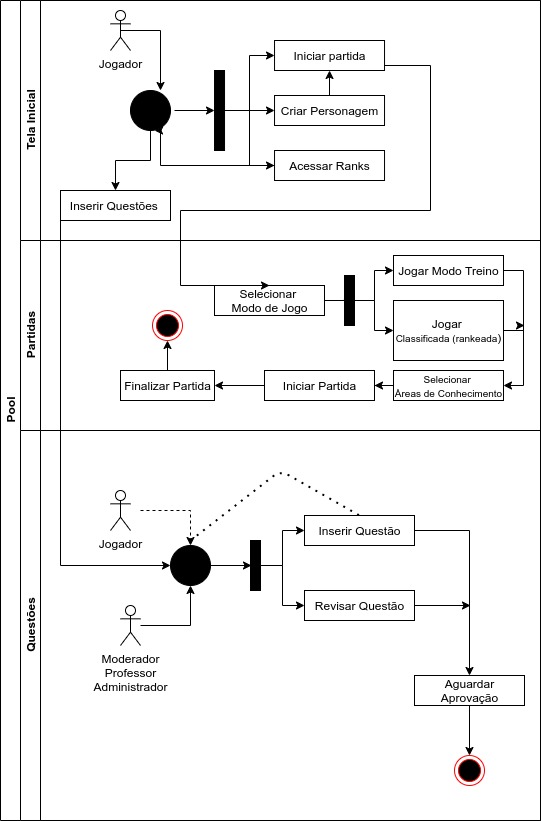 Pool
Tela Inicial
Jogador
Iniciar partida
Criar Personagem
Acessar Ranks
Inserir Questões
Partidas
Selecionar
Modo de Jogo
Jogar Modo Treino
Jogar
Classificada (rankeada)
Selecionar
Áreas de Conhecimento
Iniciar Partida
Finalizar Partida
Questões
Jogador
Inserir Questão
Revisar Questão
Moderador
Professor
Administrador
Aguardar
Aprovação